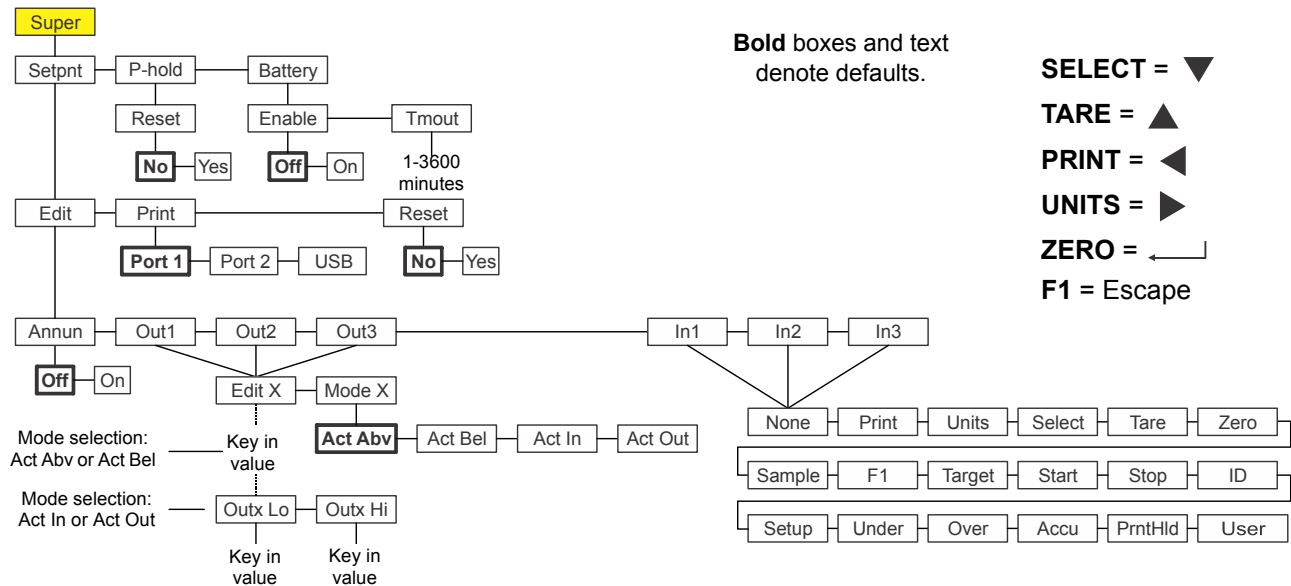 Super
Bold boxes and text
denote defaults.
SELECT =
TARE =
PRINT =
UNITS =
ZERO =
F1 = Escape
Setpnt P-hold Battery
Reset Enable Tmout
No Yes Off On 1-3600
minutes
Edit Print Reset
Port 1 Port 2 USB No Yes
Annun Out1 Out2 Out3 In1 In2 In3
Off On
Edit X Mode X
Mode selection:
Act Abv or Act Bel
Key in
value
Act Abv Act Bel Act In Act Out
Mode selection:
Act In or Act Out
Outx Lo Outx Hi
Key in
value
Key in
value
None Print Units Select Tare Zero
Sample F1 Target Start Stop ID
Setup Under Over Accu PrntHld User